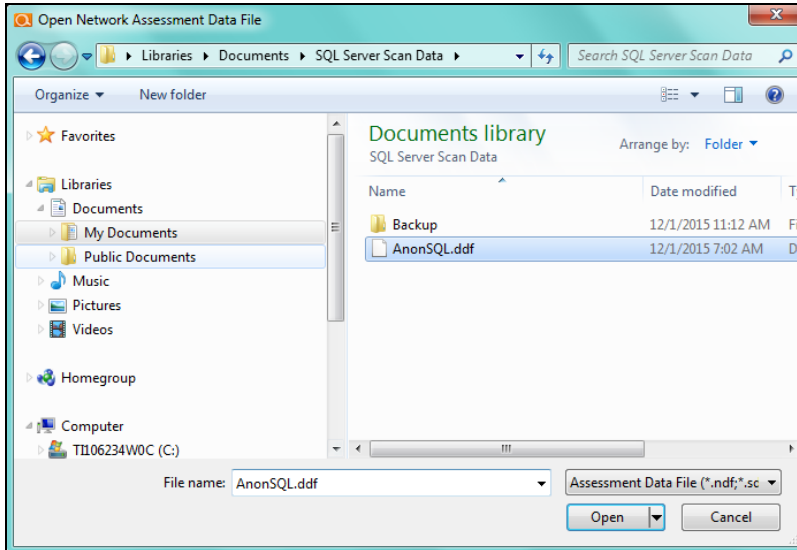 Open Network Assessment Data File
Libraries Documents SQL Server Scan Data
Search SQL Server Scan Data
Organize New folder
Favorites
Libraries
Documents
My Documents
Public Documents
Music
Pictures
Videos
Homegroup
Computer
TI106234W0C (C:)
Documents library
SQL Server Scan Data
Arrange by: Folder
Name Date modified
Backup 12/1/2015 11:12 AM
AnonSQL.ddf 12/1/2015 7:02 AM
File name: AnonSQL.ddf
Assessment Data File (*.ndf;*.sc
Open Cancel